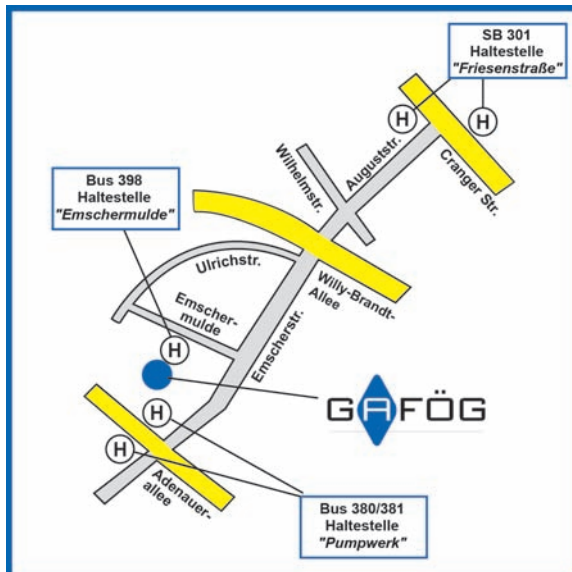 SB 301
Haltestelle
"Friesenstraße"
H
H
Auguststr.
Cranger Str.
Wilhelmstr.
Bus 398
Haltestelle
"Emschermulde"
Ulrichstr.
Willy-Brandt-
Allee
Emscher-
mulde
Emscherstr.
H
GAFÖG
H
H
Adenauer-
allee
Bus 380/381
Haltestelle
"Pumpwerk"